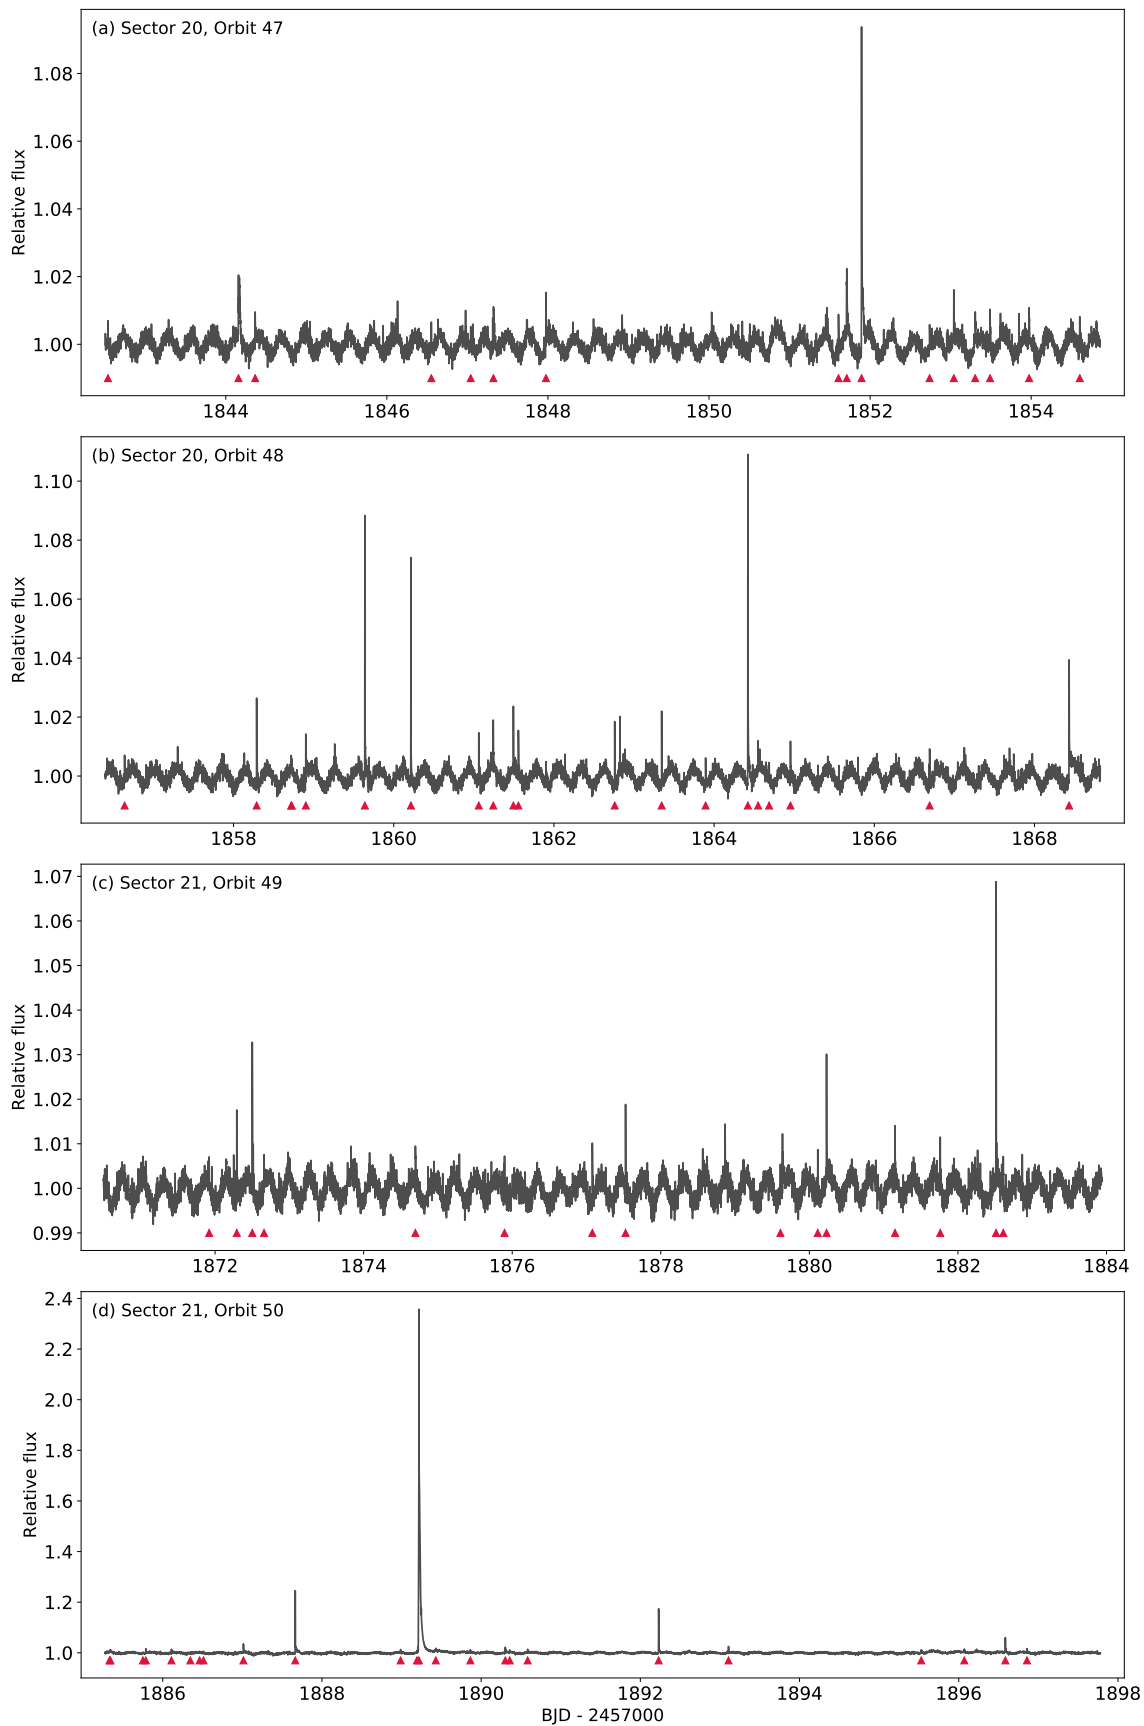 (a) Sector 20, Orbit 47
Relative flux
1.08
1.06
1.04
1.02
1.00
1844 1846 1848 1850 1852 1854
(b) Sector 20, Orbit 48
Relative flux
1.10
1.08
1.06
1.04
1.02
1.00
1858 1860 1862 1864 1866 1868
(c) Sector 21, Orbit 49
Relative flux
1.07
1.06
1.05
1.04
1.03
1.02
1.01
1.00
0.99
1872 1874 1876 1878 1880 1882 1884
(d) Sector 21, Orbit 50
Relative flux
2.4
2.2
2.0
1.8
1.6
1.4
1.2
1.0
1886 1888 1890 1892 1894 1896 1898
BJD - 2457000